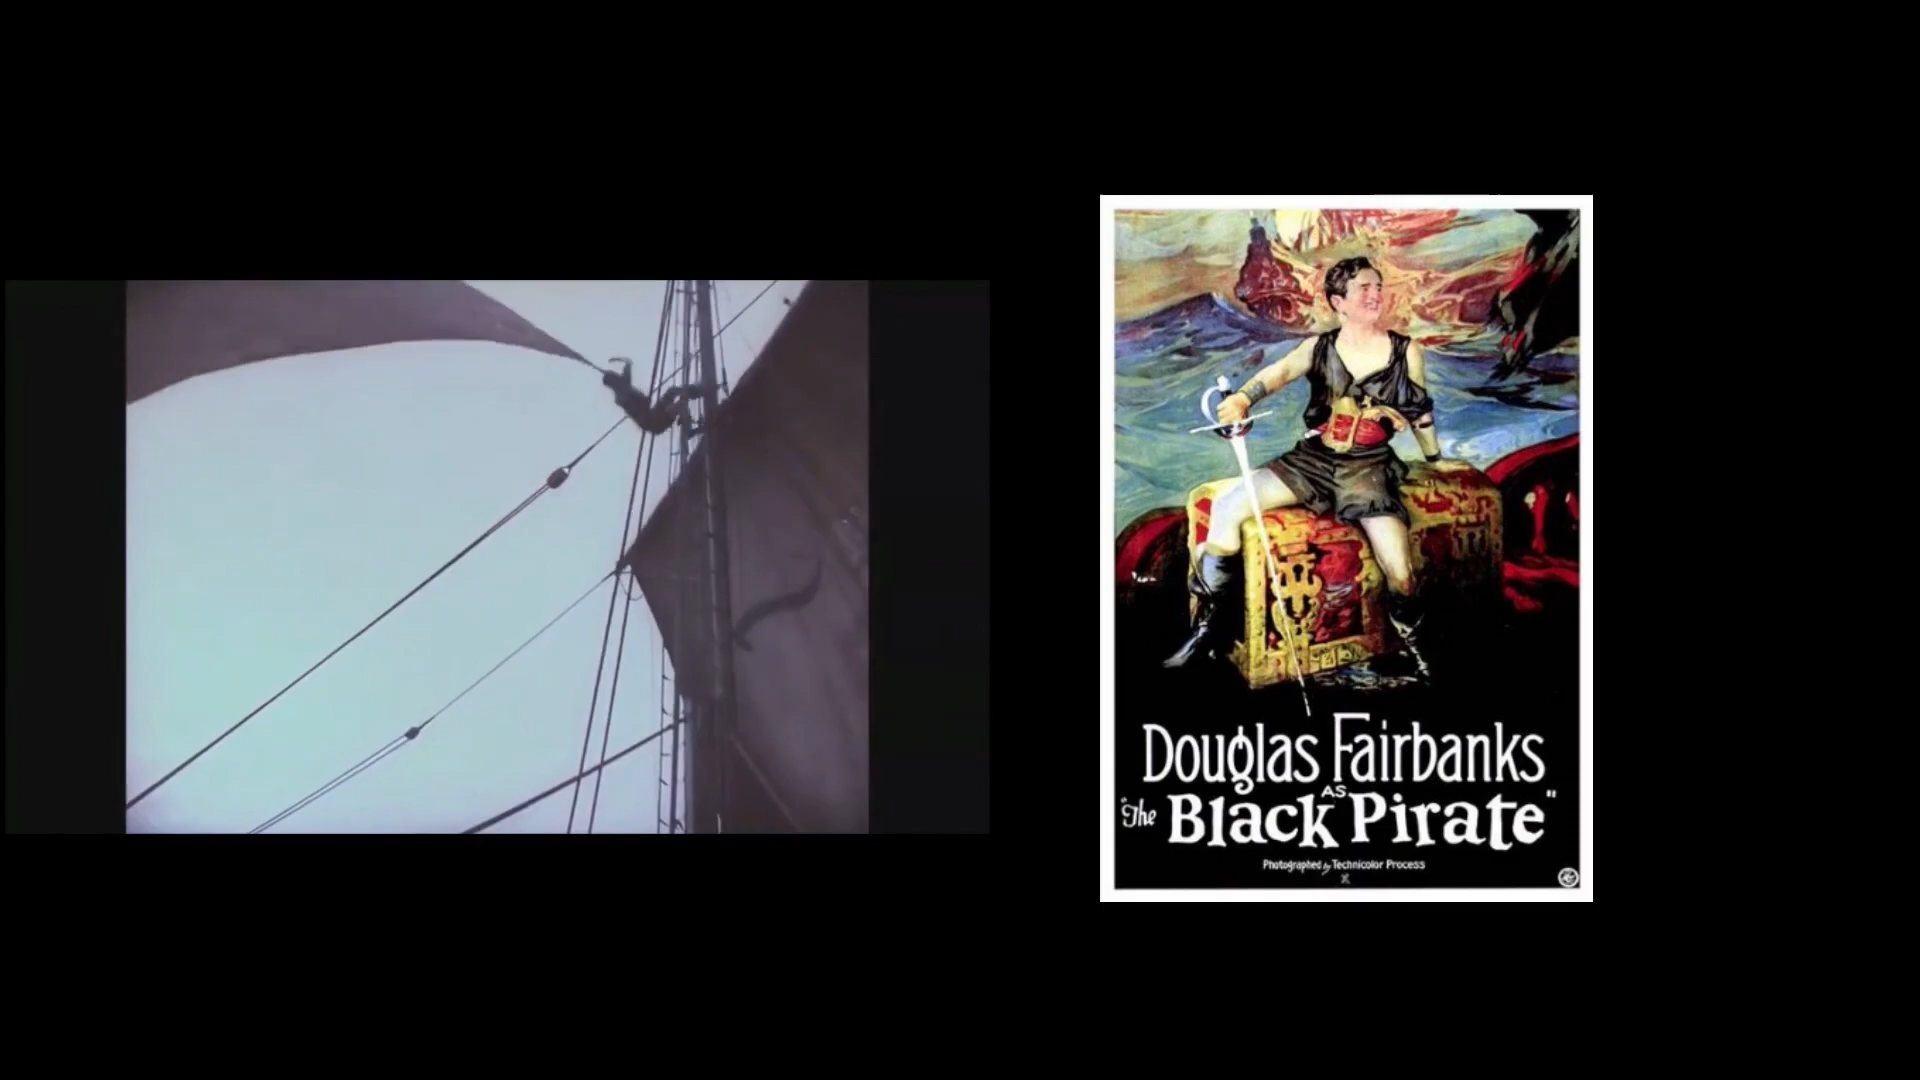 Douglas Fairbanks
AS
"The Black Pirate"
Photographed by Technicolor Process